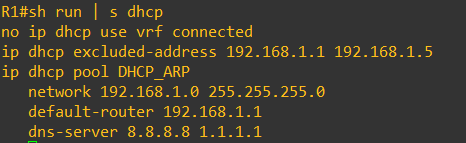 R1#sh run | s dhcp
no ip dhcp use vrf connected
ip dhcp excluded-address 192.168.1.1 192.168.1.5
ip dhcp pool DHCP_ARP
network 192.168.1.0 255.255.255.0
default-router 192.168.1.1
dns-server 8.8.8.8 1.1.1.1